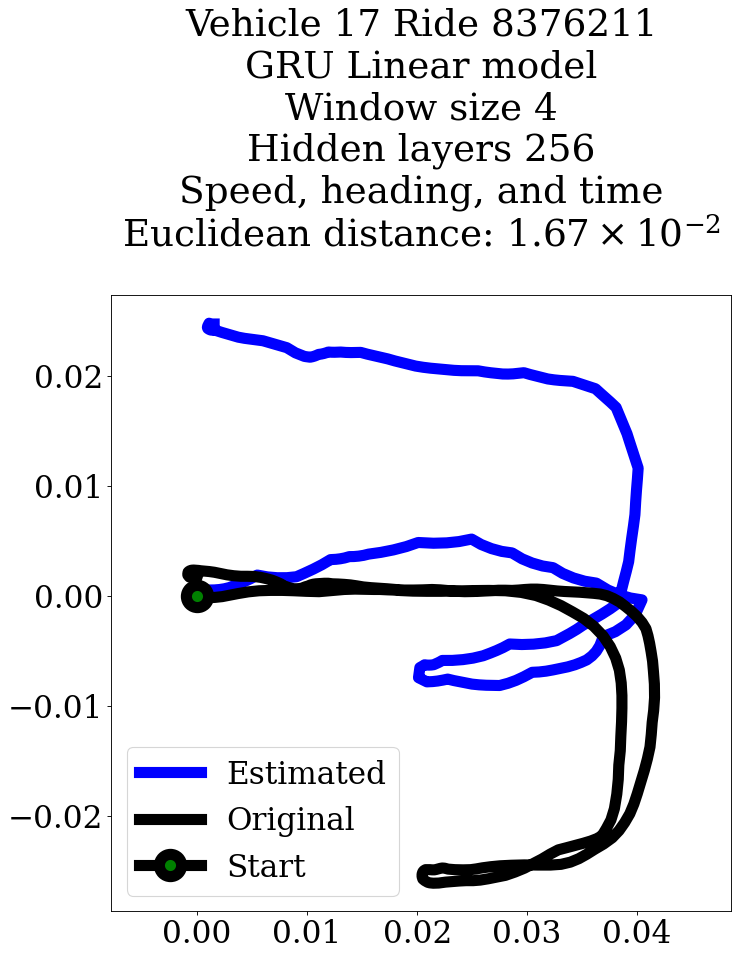 Vehicle 17 Ride 8376211
GRU Linear model
Window size 4
Hidden layers 256
Speed, heading, and time
Euclidean distance: 1.67 × 10⁻²
0.02
0.01
0.00
−0.01
−0.02
Estimated
Original
Start
0.00 0.01 0.02 0.03 0.04